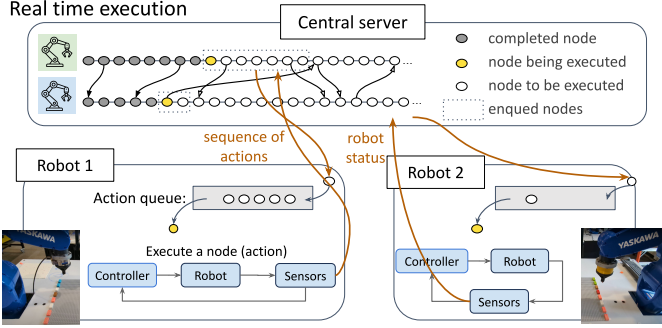 Real time execution
Central server
completed node
node being executed
node to be executed
enqued nodes
...
...
sequence of
actions
robot
status
Robot 1
Action queue:
Execute a node (action)
Controller
Robot
Sensors
YASKAWA
Robot 2
Controller
Robot
Sensors
YASKAWA